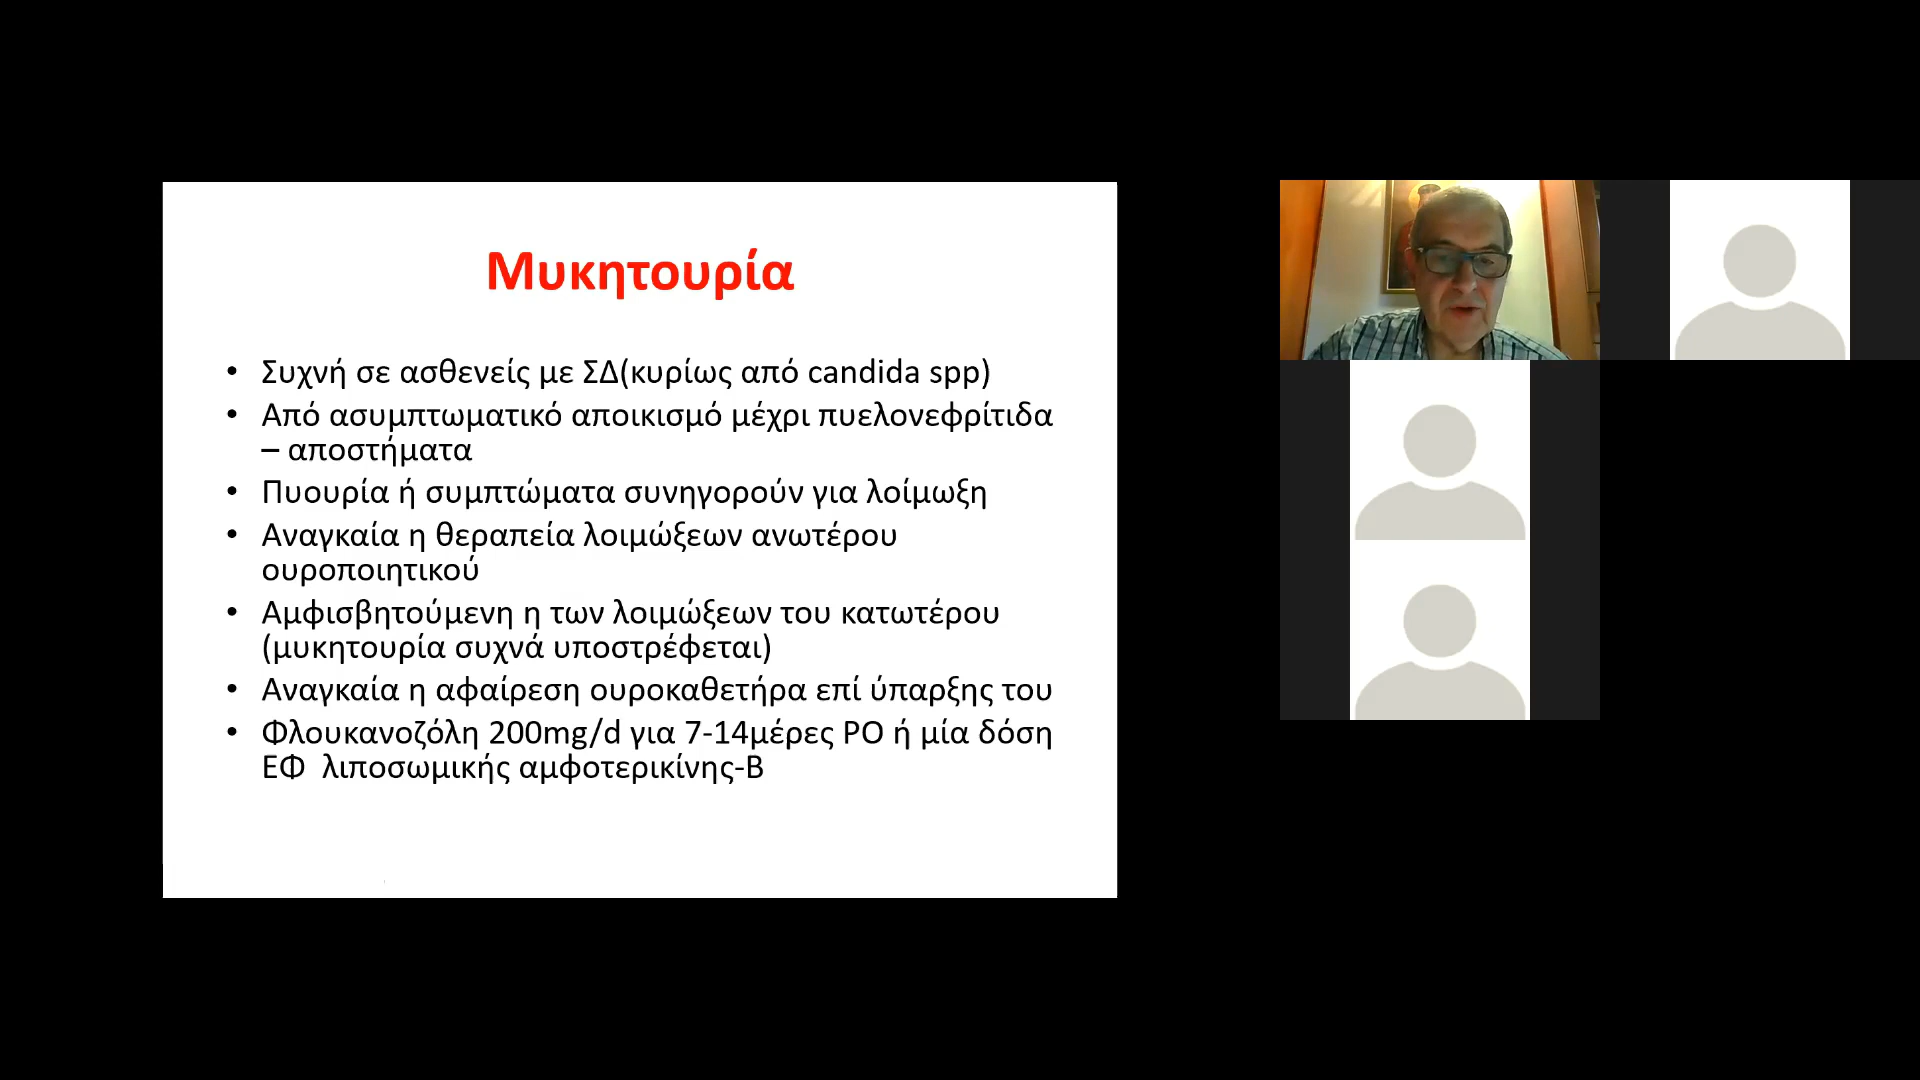 Μυκητουρία
• Συχνή σε ασθενείς με ΣΔ(κυρίως από candida spp)
• Από ασυμπτωματικό αποικισμό μέχρι πυελονεφρίτιδα
– αποστήματα
• Πυουρία ή συμπτώματα συνηγορούν για λοίμωξη
• Αναγκαία η θεραπεία λοιμώξεων ανωτέρου
ουροποιητικού
• Αμφισβητούμενη η των λοιμώξεων του κατωτέρου
(μυκητουρία συχνά υποστρέφεται)
• Αναγκαία η αφαίρεση ουροκαθετήρα επί ύπαρξης του
• Φλουκανοζόλη 200mg/d για 7-14μέρες PO ή μία δόση
ΕΦ  λιποσωμικής αμφοτερικίνης-Β